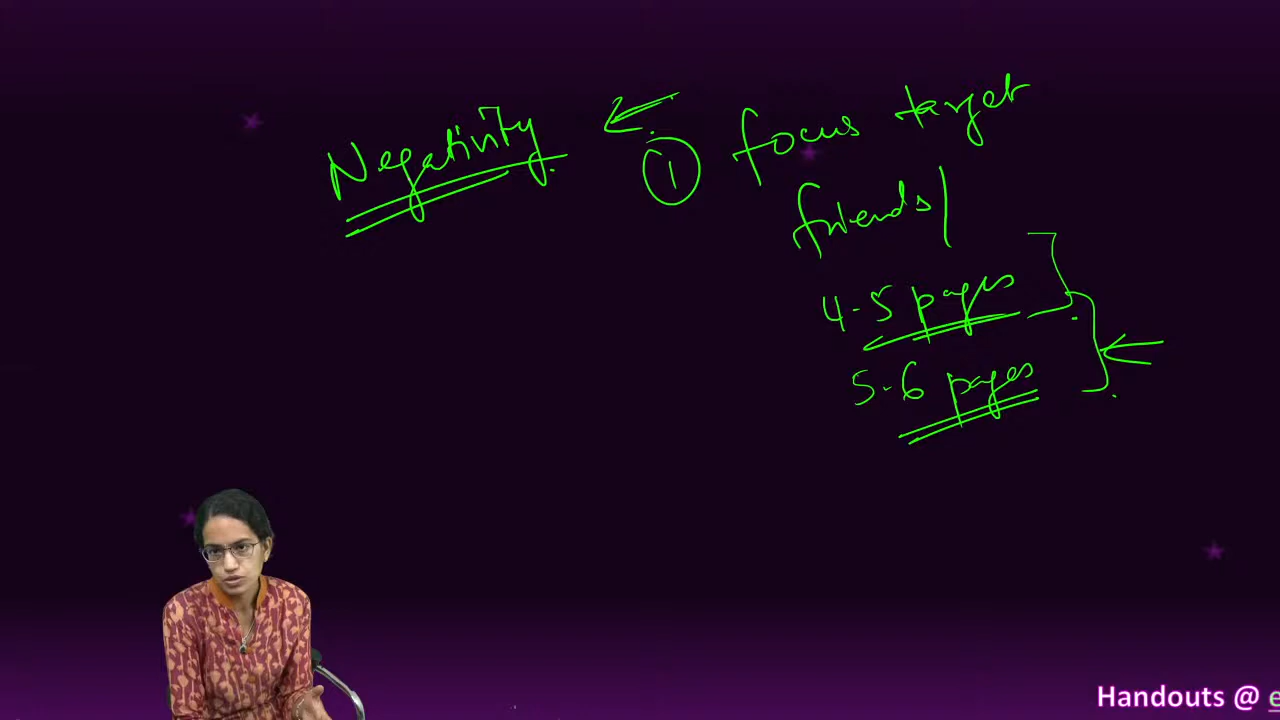 Negativity ← ① focus target
friends/
4-5 pages
5-6 pages
Handouts @ e